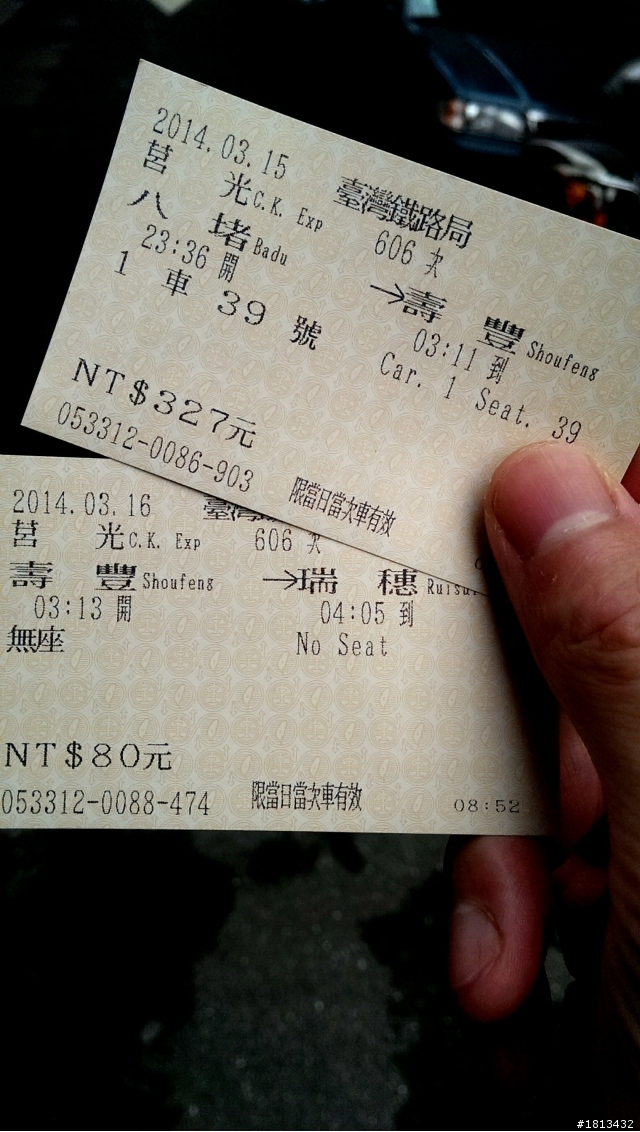 2014.03.15 臺灣鐵路局
莒光 C.K. Exp 606 次
八堵 Badu →壽豐 Shoufeng
23:36 開 03:11 到
1 車 39 號 Car. 1 Seat. 39
NT$327元
053312-0086-903 限當日當次車有效
2014.03.16 臺灣
莒光 C.K. Exp 606 次
壽豐 Shoufeng →瑞穗 Ruisu
03:13 開 04:05 到
無座 No Seat
NT$80元
053312-0088-474 限當日當次車有效 08:52
#1813432